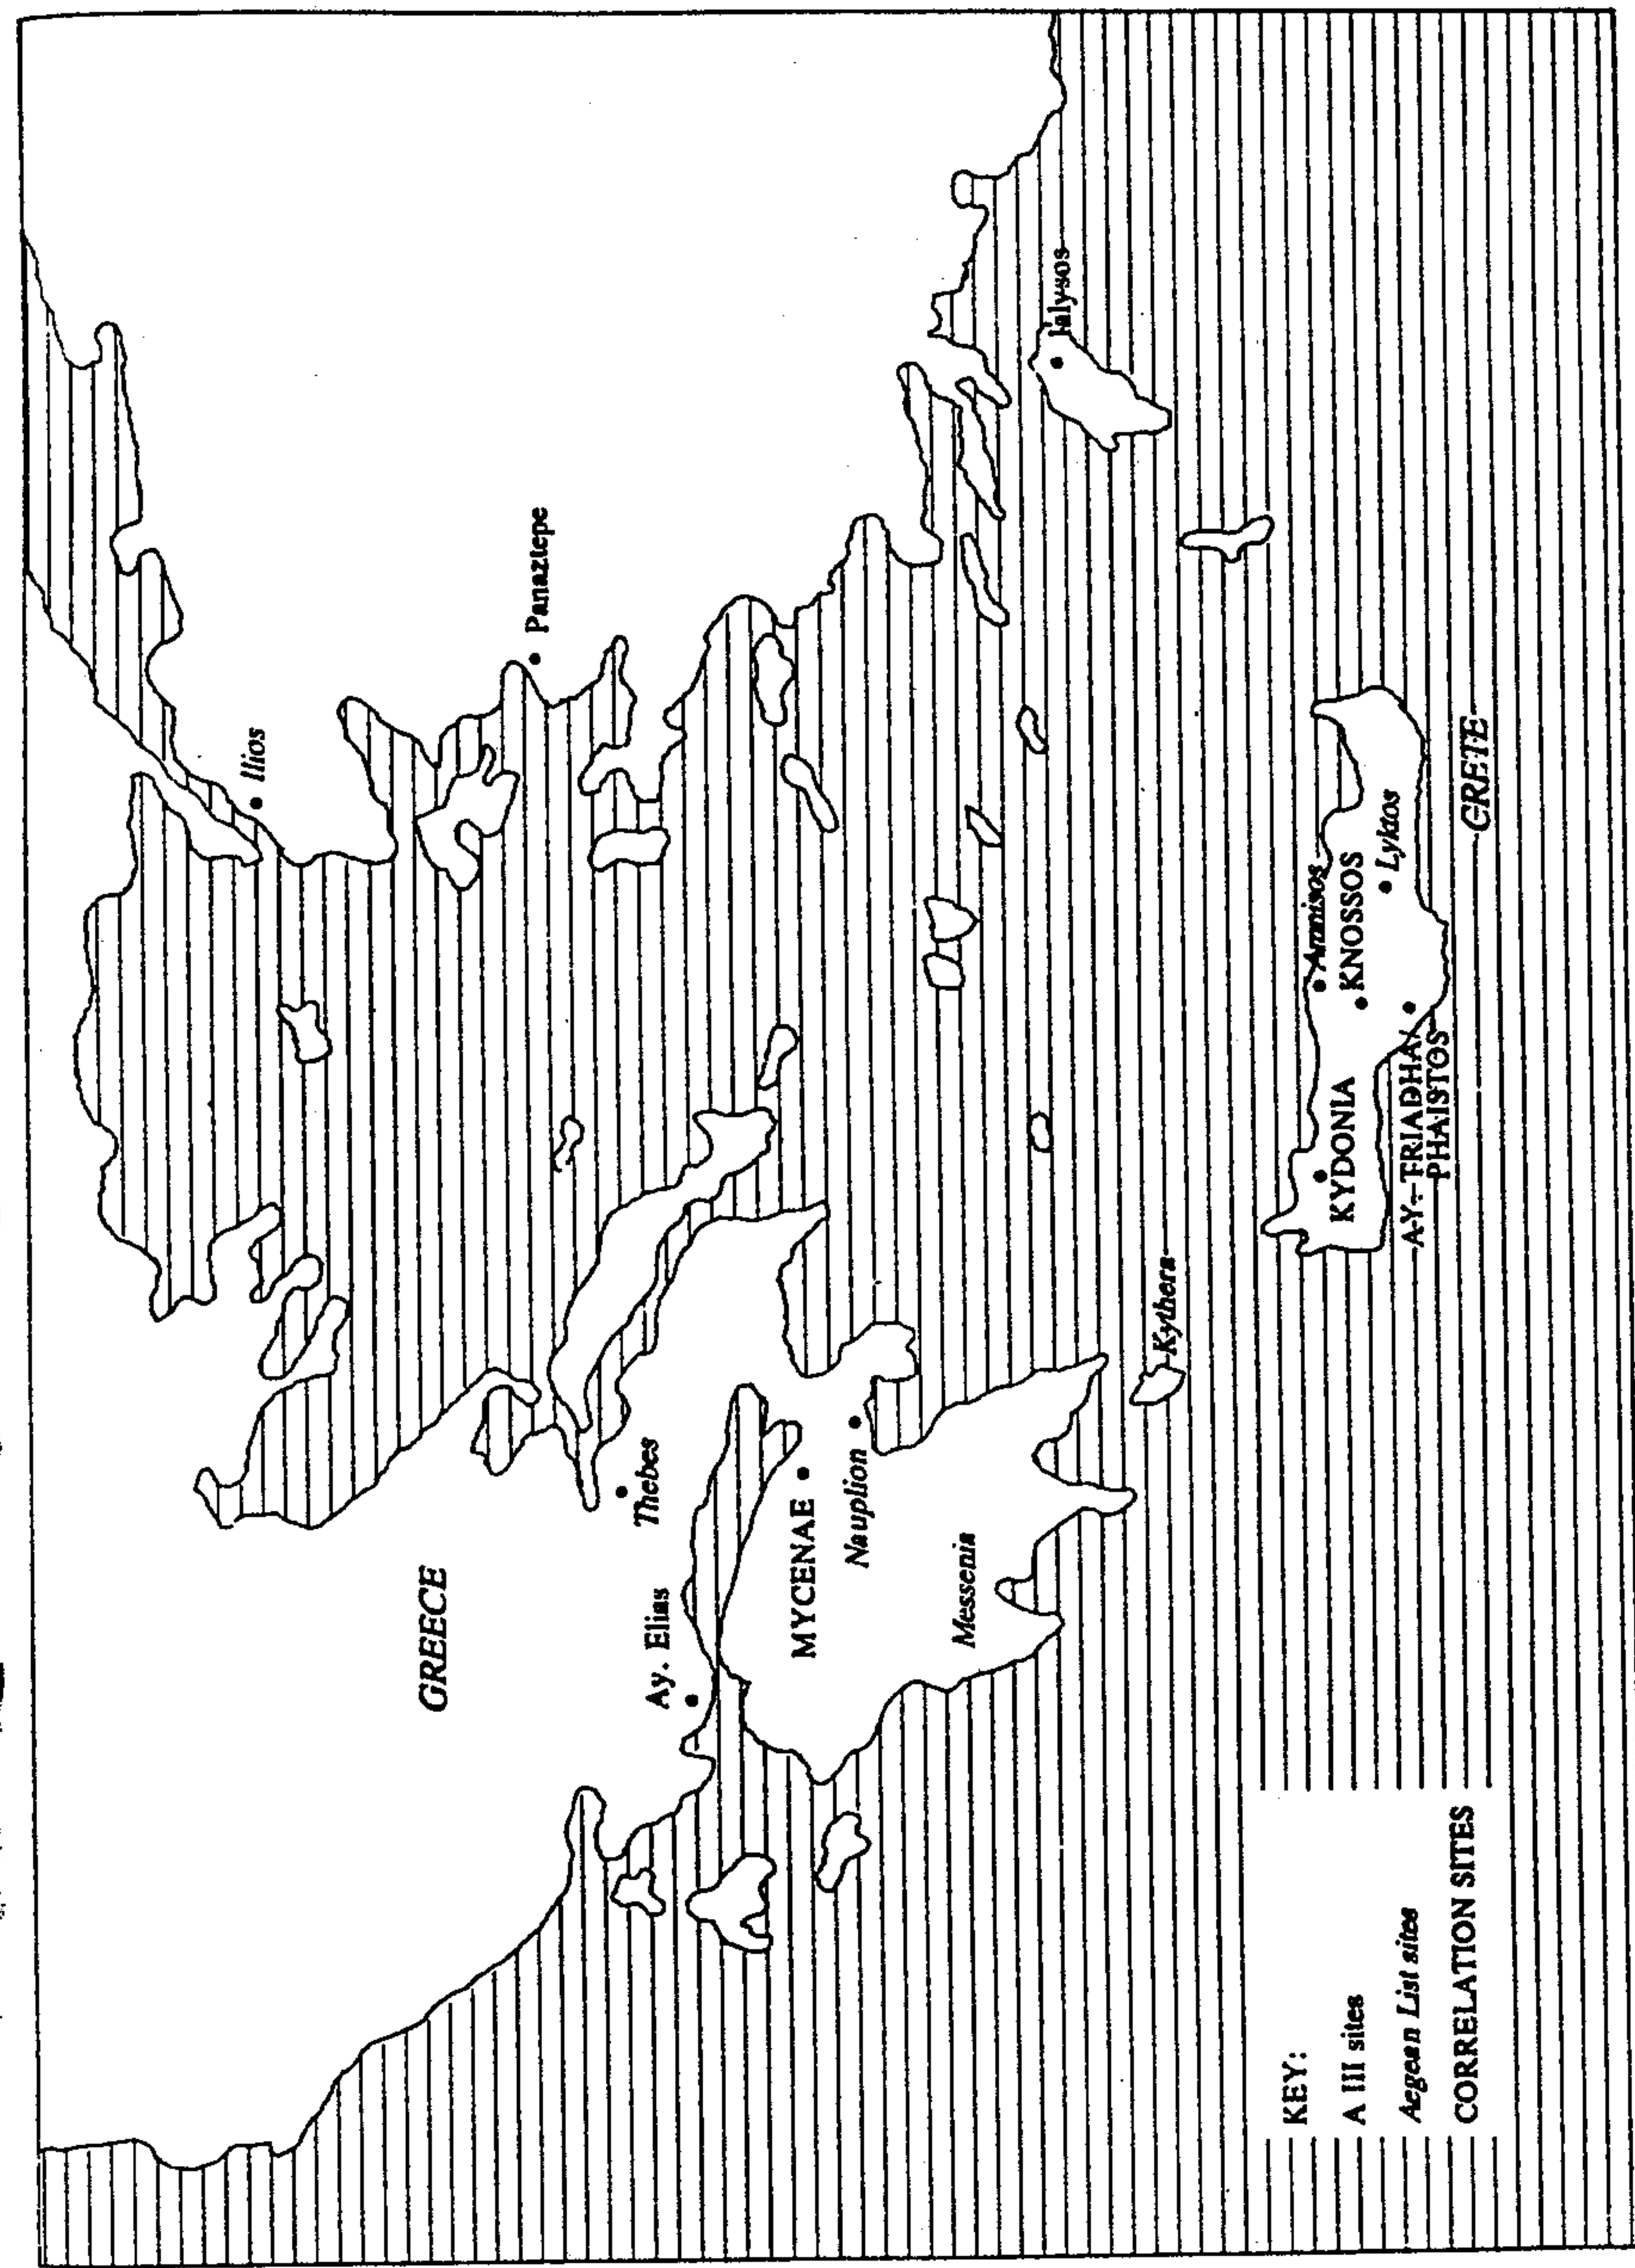 Ilios
Panaztepe
GREECE
Thebes
Ay. Elias
MYCENAE
Nauplion
Messenia
Ialysos
Kythera
Amnisos
KYDONIA
KNOSSOS
Lyktos
AY. TRIADHA/
PHAISTOS
CRETE
KEY:
A III sites
Aegean List sites
CORRELATION SITES